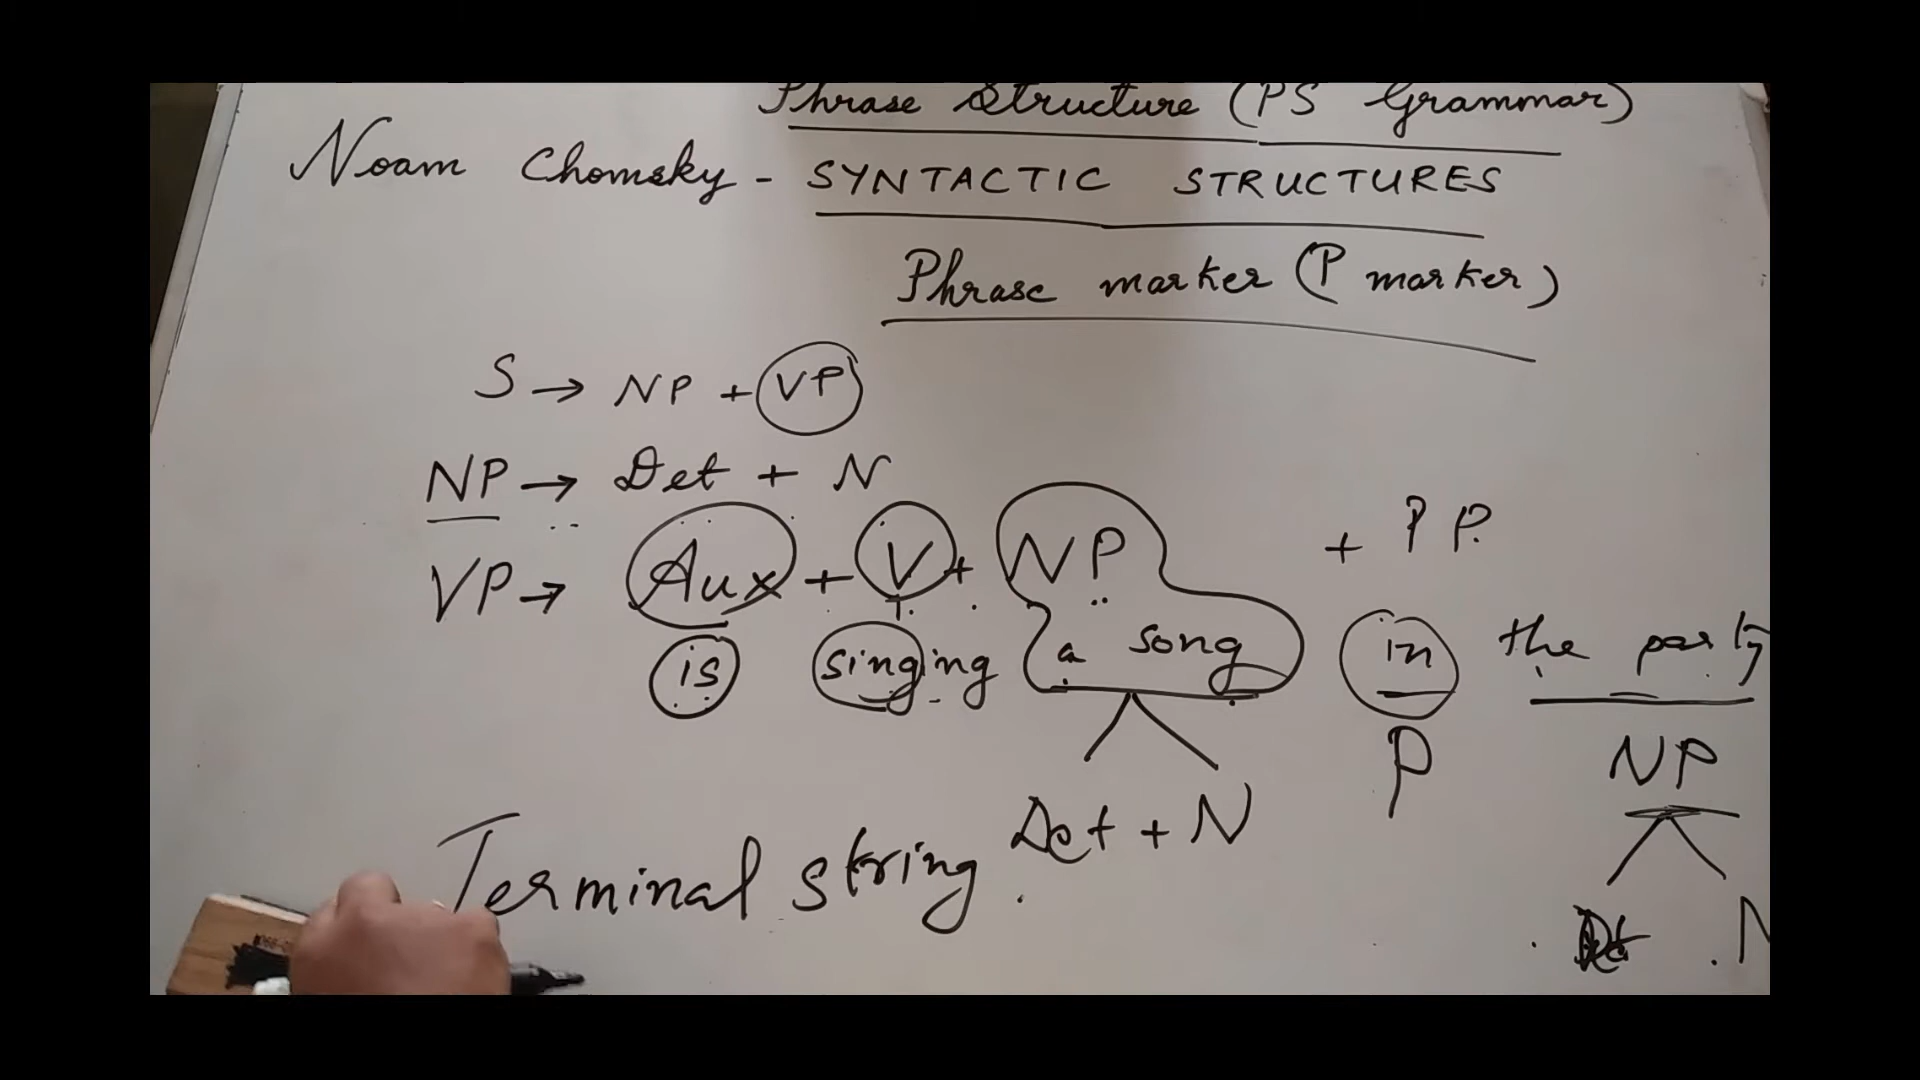 Phrase Structure (PS Grammar)
Noam Chomsky - SYNTACTIC STRUCTURES
Phrase marker (P marker)
S → NP + VP
NP → Det + N
VP → Aux + V + NP + PP
is singing a song in the party
P NP
Det + N
Terminal string.
Det N